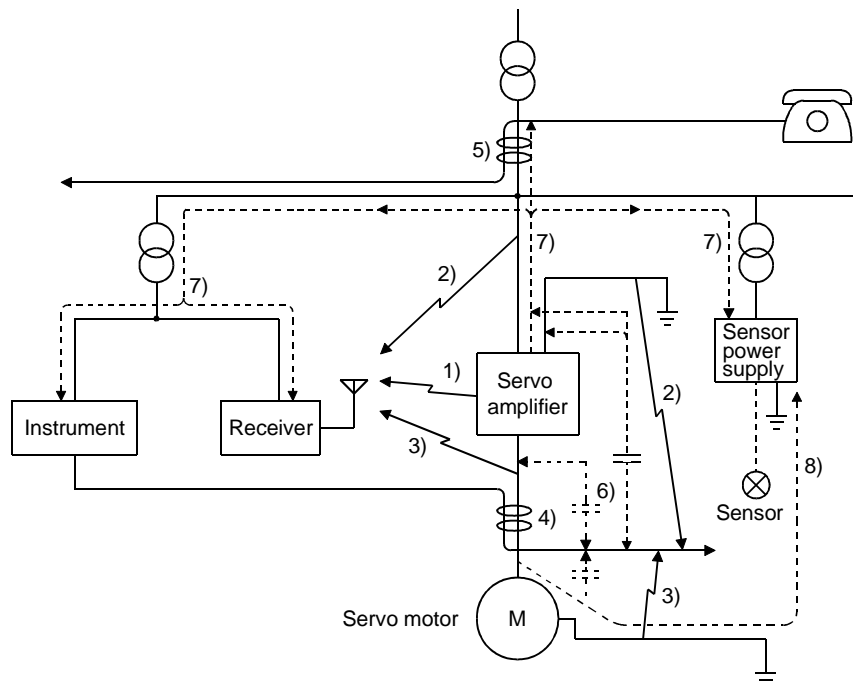 5)
7)
2)
7)
7)
Sensor
power
supply
1)
Servo
amplifier
2)
Instrument
Receiver
3)
8)
6)
4)
Sensor
3)
Servo motor
M